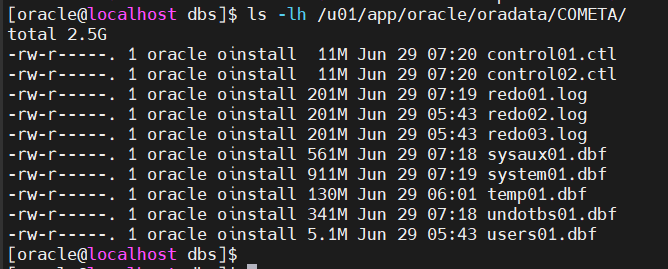 [oracle@localhost dbs]$ ls -lh /u01/app/oracle/oradata/COMETA/
total 2.5G
-rw-r-----. 1 oracle oinstall  11M Jun 29 07:20 control01.ctl
-rw-r-----. 1 oracle oinstall  11M Jun 29 07:20 control02.ctl
-rw-r-----. 1 oracle oinstall 201M Jun 29 07:19 redo01.log
-rw-r-----. 1 oracle oinstall 201M Jun 29 05:43 redo02.log
-rw-r-----. 1 oracle oinstall 201M Jun 29 05:43 redo03.log
-rw-r-----. 1 oracle oinstall 561M Jun 29 07:18 sysaux01.dbf
-rw-r-----. 1 oracle oinstall 911M Jun 29 07:19 system01.dbf
-rw-r-----. 1 oracle oinstall 130M Jun 29 06:01 temp01.dbf
-rw-r-----. 1 oracle oinstall 341M Jun 29 07:18 undotbs01.dbf
-rw-r-----. 1 oracle oinstall 5.1M Jun 29 05:43 users01.dbf
[oracle@localhost dbs]$